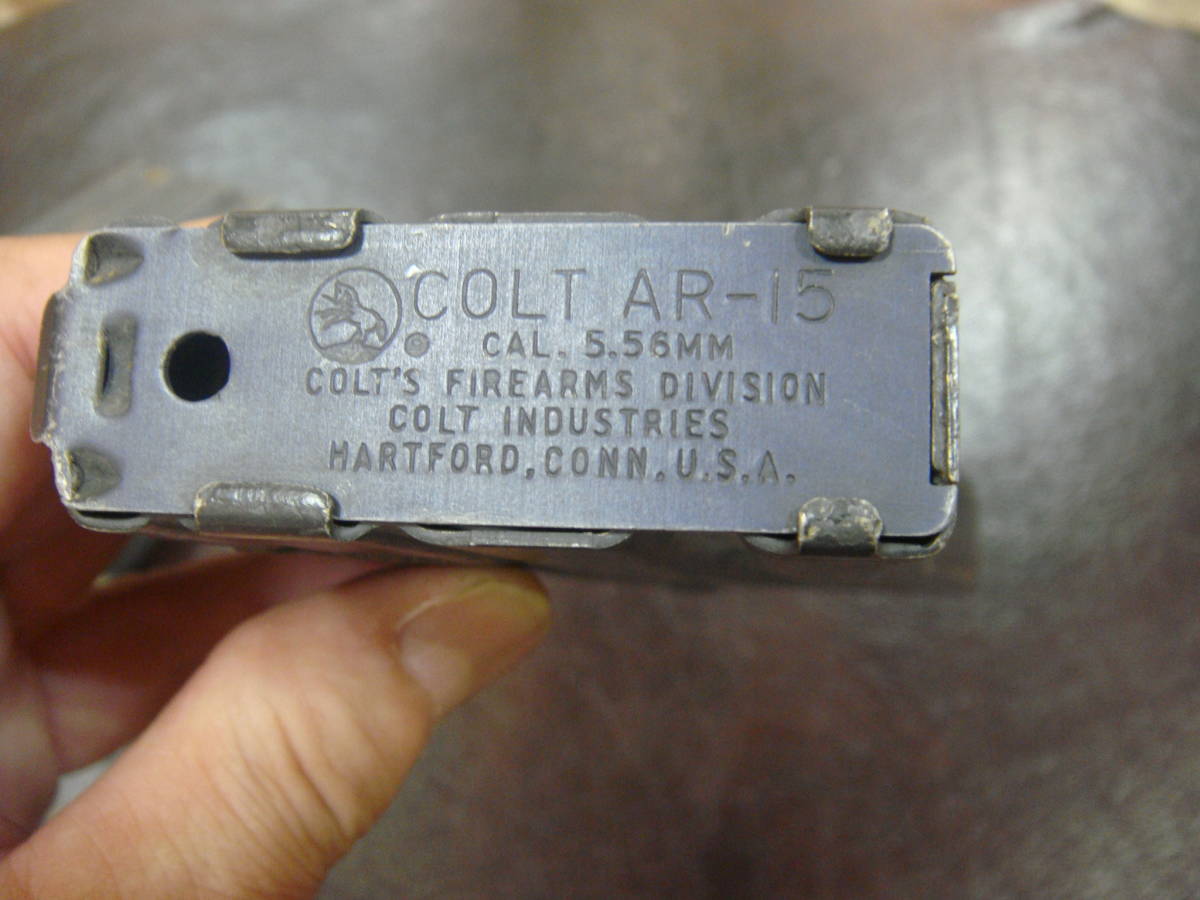 COLT AR-15
CAL. 5.56MM
COLT'S FIREARMS DIVISION
COLT INDUSTRIES
HARTFORD, CONN. U.S.A.